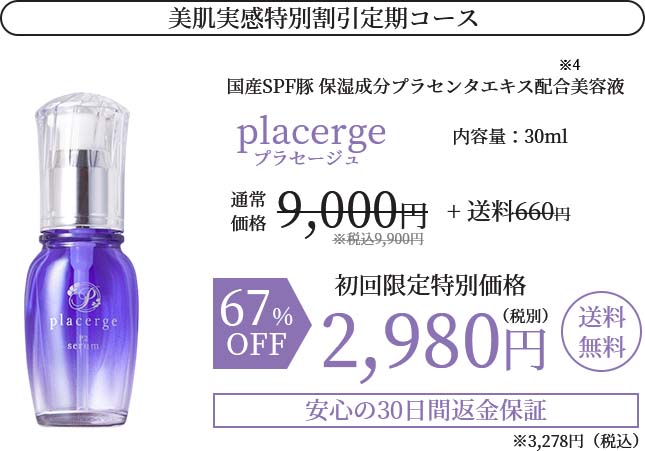 美肌実感特別割引定期コース
※4
国産SPF豚 保湿成分プラセンタエキス配合美容液
placerge
プラセージュ
内容量：30ml
通常
価格
9,000円 + 送料660円
※税込9,900円
67%
OFF
初回限定特別価格
2,980円
（税別）
送料
無料
安心の30日間返金保証
※3,278円（税込）
P
placerge
serum